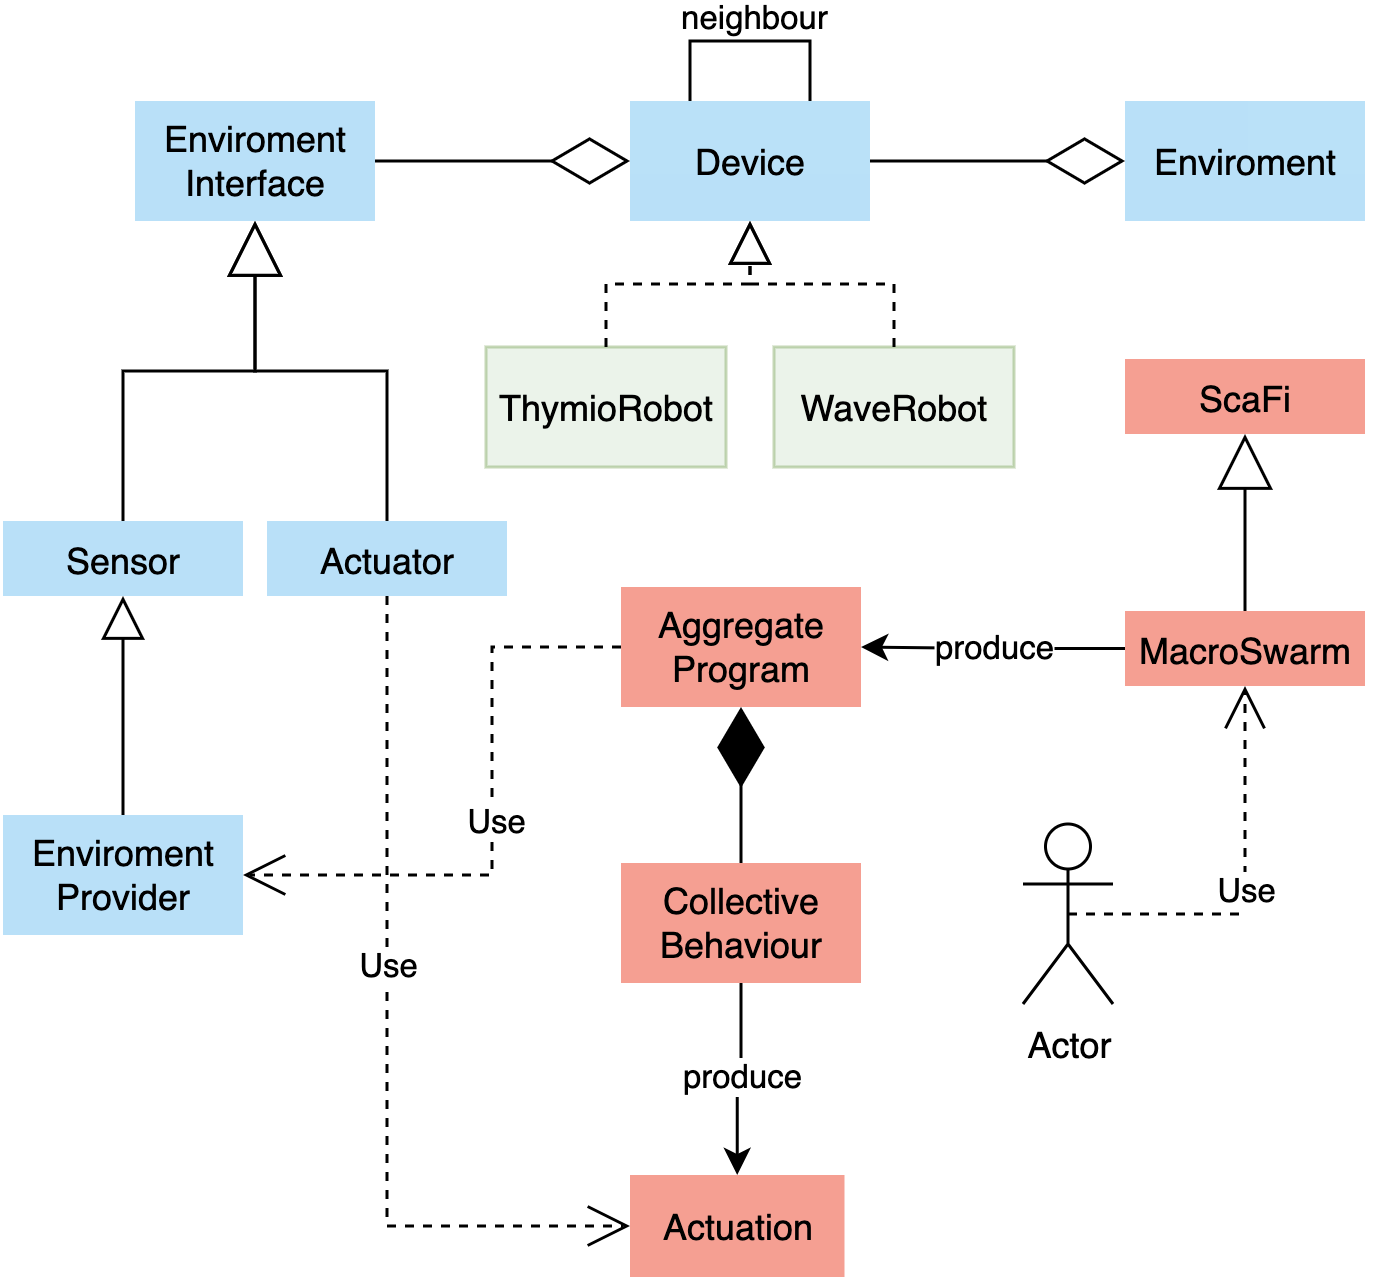 neighbour
Enviroment
Interface
Device
Enviroment
ThymioRobot
WaveRobot
ScaFi
Sensor
Actuator
Aggregate
Program
produce
MacroSwarm
Use
Enviroment
Provider
Collective
Behaviour
Use
Use
Actor
produce
Actuation